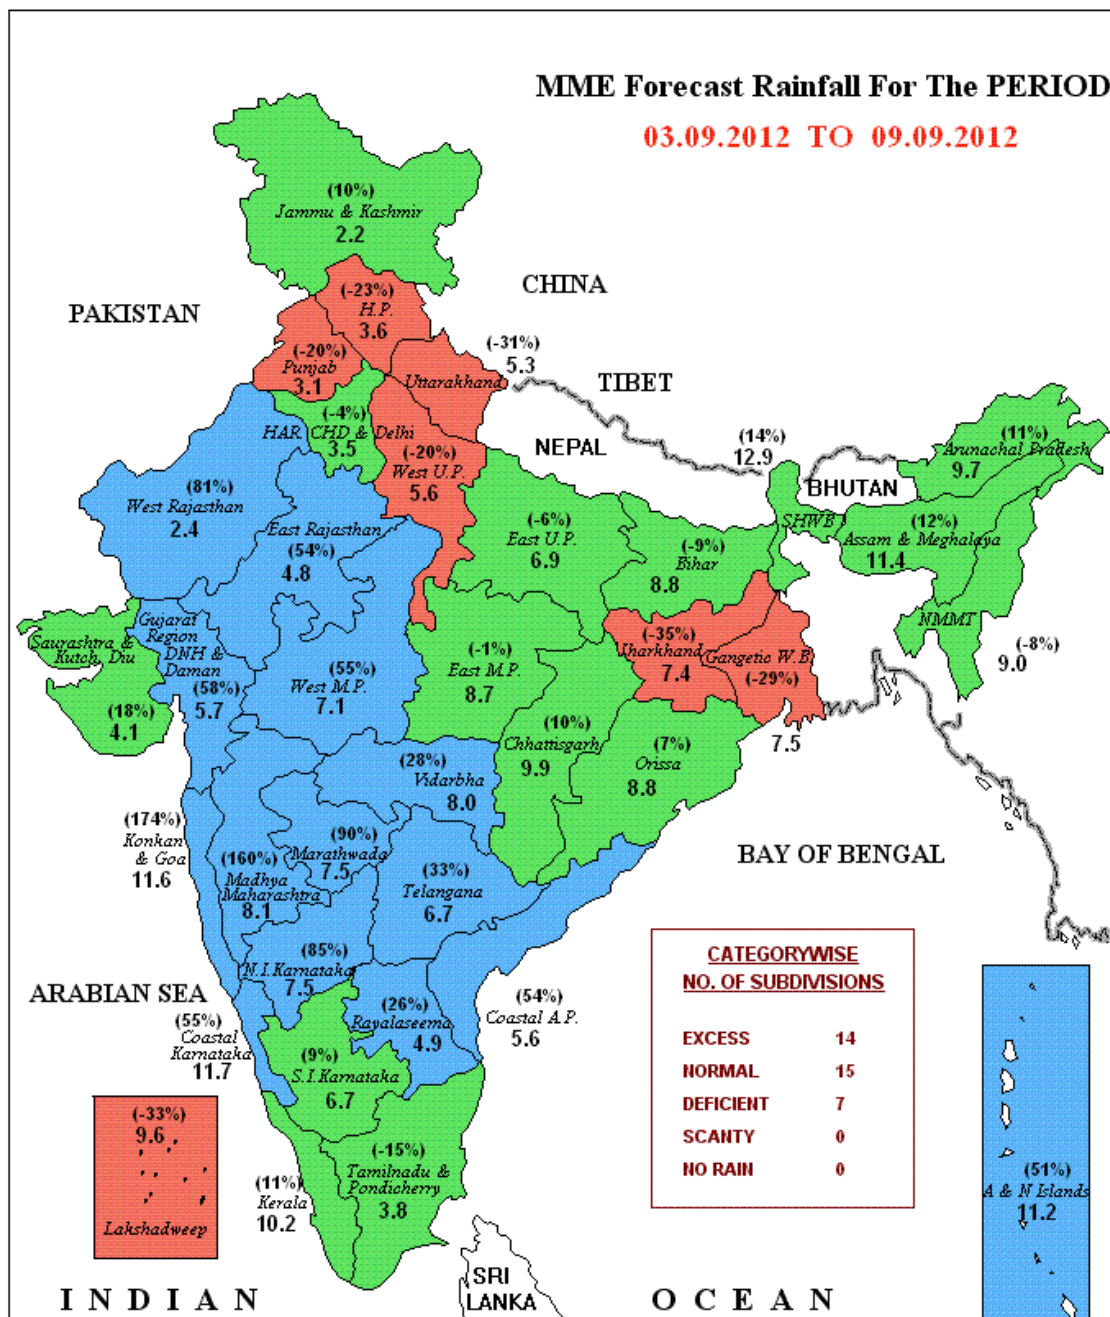 MME Forecast Rainfall For The PERIOD
03.09.2012 TO 09.09.2012
(10%)
Jammu & Kashmir
2.2
CHINA
PAKISTAN
(-23%)
H.P.
3.6
(-31%)
5.3
(-20%)
Punjab
3.1
Uttarakhand
TIBET
(-4%)
HAR. CHD & Delhi
3.5
NEPAL
(-20%)
West U.P.
5.6
(14%)
12.9
BHUTAN
(11%)
Arunachal Pradesh
9.7
(81%)
West Rajasthan
2.4
East Rajasthan
(54%)
4.8
(-6%)
East U.P.
6.9
(-9%)
Bihar
8.8
SHWB
(12%)
Assam & Meghalaya
11.4
NMMT
(-8%)
9.0
Saurashtra &
Kutch, Diu
(18%)
4.1
Gujarat
Region
DNH &
Daman
(58%)
5.7
(55%)
West M.P.
7.1
(-1%)
East M.P.
8.7
(-35%)
Jharkhand
7.4
Gangetic W.B.
(-29%)
7.5
(10%)
Chhattisgarh
9.9
(7%)
Orissa
8.8
(28%)
Vidarbha
8.0
(174%)
Konkan
& Goa
11.6
(160%)
Madhya
Maharashtra
8.1
(90%)
Marathwada
7.5
(33%)
Telangana
6.7
BAY OF BENGAL
(85%)
N.I.Karnataka
7.5
ARABIAN SEA
(55%)
Coastal
Karnataka
11.7
(26%)
Rayalaseema
4.9
(54%)
Coastal A.P.
5.6
(9%)
S.I.Karnataka
6.7
CATEGORYWISE
NO. OF SUBDIVISIONS
EXCESS 14
NORMAL 15
DEFICIENT 7
SCANTY 0
NO RAIN 0
(-33%)
9.6
Lakshadweep
(11%)
Kerala
10.2
(-15%)
Tamilnadu &
Pondicherry
3.8
(51%)
A & N Islands
11.2
SRI
LANKA
INDIAN OCEAN